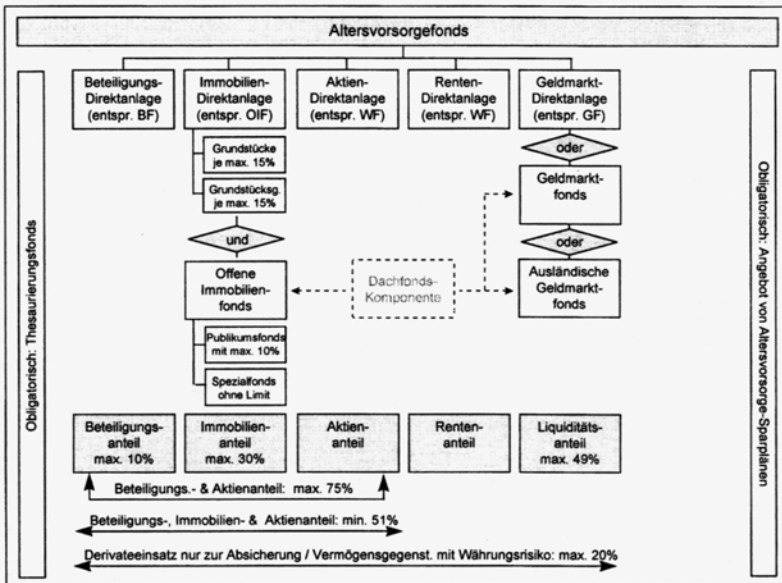 Altersvorsorgefonds
Obligatorisch: Thesaurierungsfonds
Beteiligungs-
Direktanlage
(entspr. BF)
Immobilien-
Direktanlage
(entspr. OIF)
Aktien-
Direktanlage
(entspr. WF)
Renten-
Direktanlage
(entspr. WF)
Geldmarkt-
Direktanlage
(entspr. GF)
Grundstücke
je max. 15%
Grundstücksg.
je max. 15%
und
Offene
Immobilien-
fonds
Publikumsfonds
mit max. 10%
Spezialfonds
ohne Limit
Dachfonds-
Komponente
oder
Geldmarkt-
fonds
oder
Ausländische
Geldmarkt-
fonds
Beteiligungs-
anteil
max. 10%
Immobilien-
anteil
max. 30%
Aktien-
anteil
Renten-
anteil
Liquiditäts-
anteil
max. 49%
Beteiligungs.- & Aktienanteil: max. 75%
Beteiligungs-, Immobilien- & Aktienanteil: min. 51%
Derivateeinsatz nur zur Absicherung / Vermögensgegenst. mit Währungsrisiko: max. 20%
Obligatorisch: Angebot von Altersvorsorge-Sparplänen